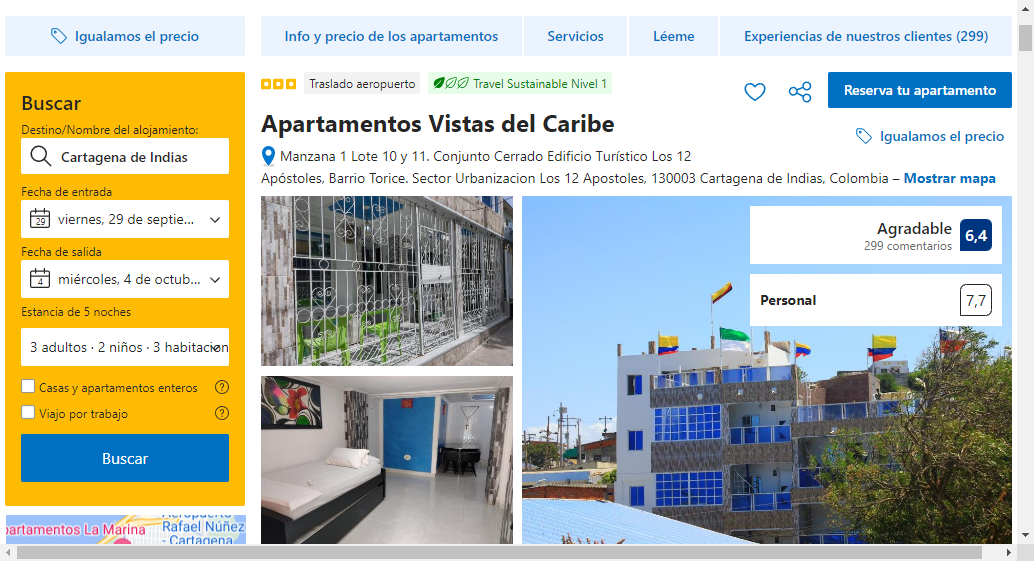 Igualamos el precio
Info y precio de los apartamentos
Servicios
Léeme
Experiencias de nuestros clientes (299)
Buscar
Destino/Nombre del alojamiento:
Cartagena de Indias
Fecha de entrada
29
viernes, 29 de septie...
Fecha de salida
4
miércoles, 4 de octub...
Estancia de 5 noches
3 adultos · 2 niños · 3 habitacion
Casas y apartamentos enteros
Viajo por trabajo
Buscar
partamentos La Marina
Aeropuerto
Rafael Núñez
- Cartagena
Traslado aeropuerto
Travel Sustainable Nivel 1
Reserva tu apartamento
Apartamentos Vistas del Caribe
Igualamos el precio
Manzana 1 Lote 10 y 11. Conjunto Cerrado Edificio Turístico Los 12
Apóstoles, Barrio Torice. Sector Urbanizacion Los 12 Apostoles, 130003 Cartagena de Indias, Colombia – Mostrar mapa
Agradable
299 comentarios
6,4
Personal
7,7